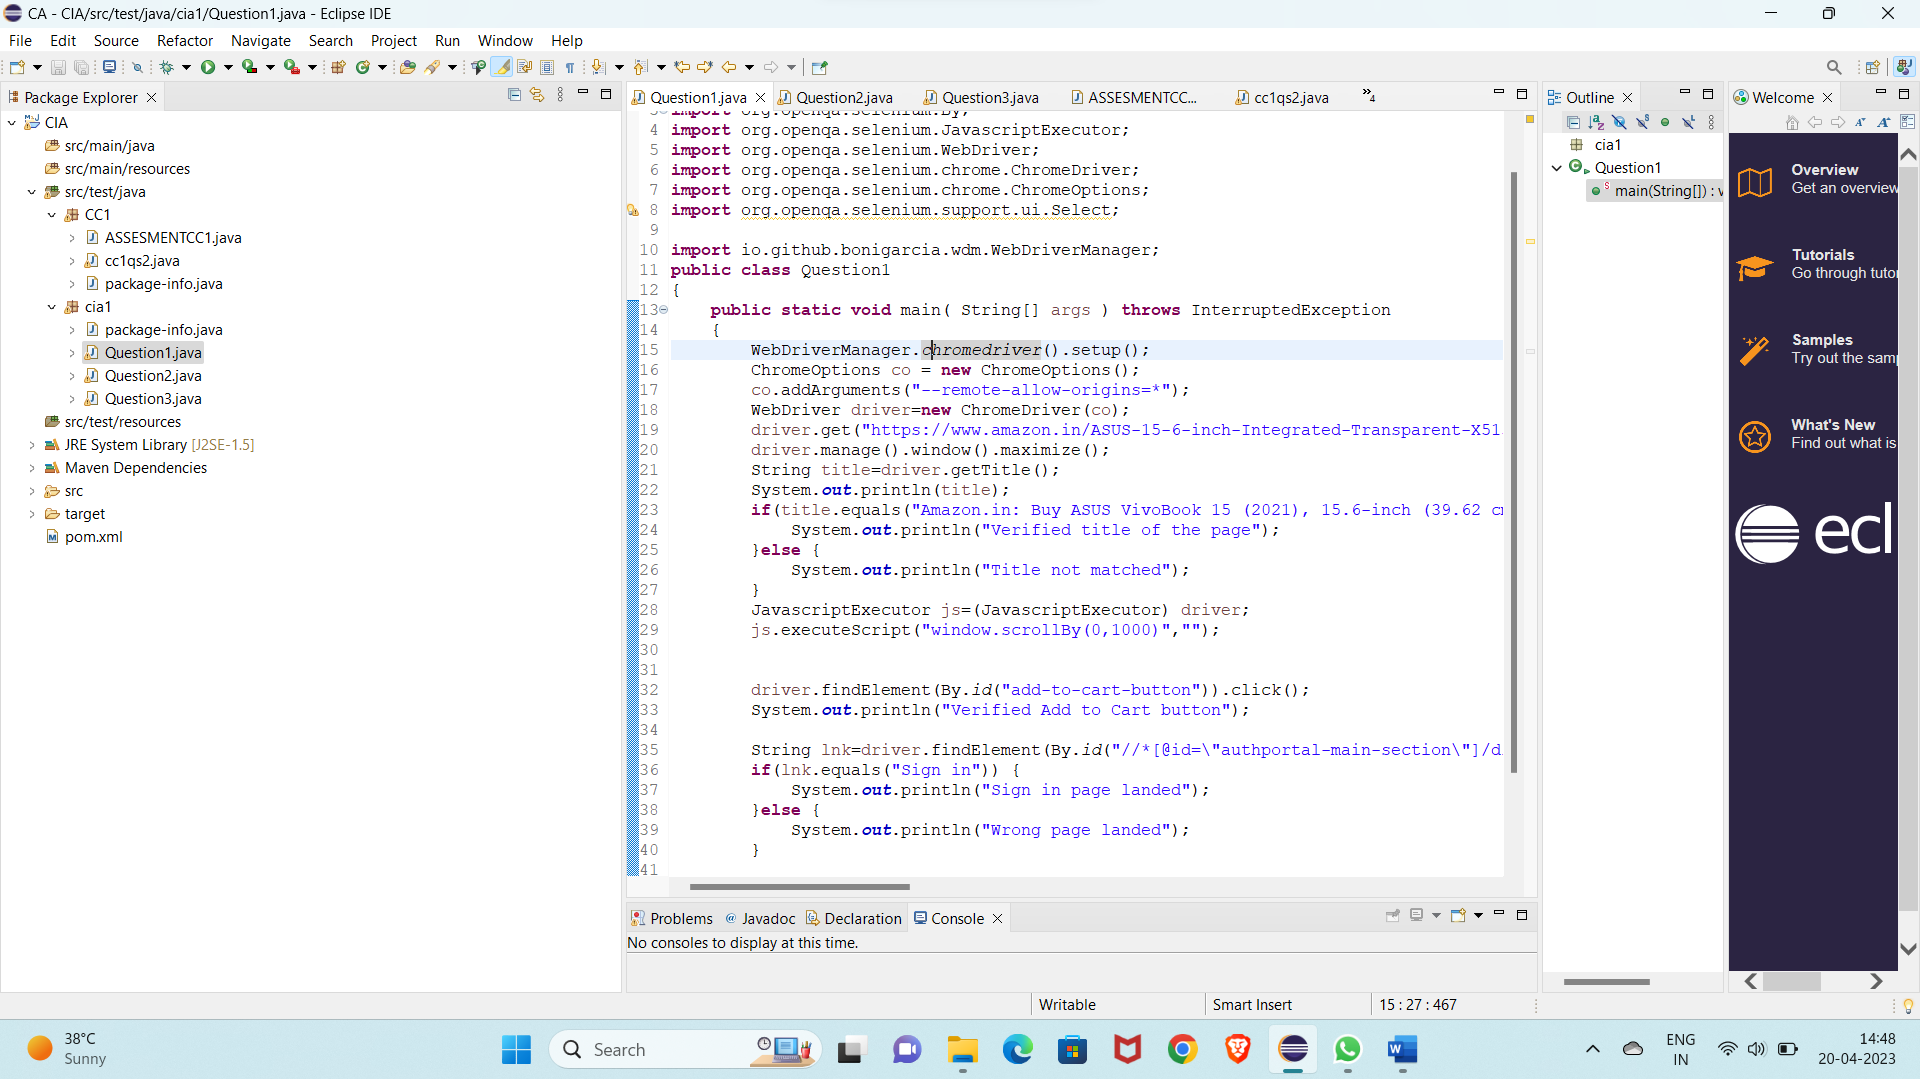 CA - CIA/src/test/java/cia1/Question1.java - Eclipse IDE
File Edit Source Refactor Navigate Search Project Run Window Help
Package Explorer
CIA
src/main/java
src/main/resources
src/test/java
CC1
ASSESMENTCC1.java
cc1qs2.java
package-info.java
cia1
package-info.java
Question1.java
Question2.java
Question3.java
src/test/resources
JRE System Library [J2SE-1.5]
Maven Dependencies
src
target
pom.xml
Question1.java Question2.java Question3.java ASSESMENTCC... cc1qs2.java »4
3 import org.openqa.selenium.By;
4 import org.openqa.selenium.JavascriptExecutor;
5 import org.openqa.selenium.WebDriver;
6 import org.openqa.selenium.chrome.ChromeDriver;
7 import org.openqa.selenium.chrome.ChromeOptions;
8 import org.openqa.selenium.support.ui.Select;
9
10 import io.github.bonigarcia.wdm.WebDriverManager;
11 public class Question1
12 {
13 public static void main( String[] args ) throws InterruptedException
14 {
15 WebDriverManager.chromedriver().setup();
16 ChromeOptions co = new ChromeOptions();
17 co.addArguments("--remote-allow-origins=*");
18 WebDriver driver=new ChromeDriver(co);
19 driver.get("https://www.amazon.in/ASUS-15-6-inch-Integrated-Transparent-X51
20 driver.manage().window().maximize();
21 String title=driver.getTitle();
22 System.out.println(title);
23 if(title.equals("Amazon.in: Buy ASUS VivoBook 15 (2021), 15.6-inch (39.62 c
24 System.out.println("Verified title of the page");
25 }else {
26 System.out.println("Title not matched");
27 }
28 JavascriptExecutor js=(JavascriptExecutor) driver;
29 js.executeScript("window.scrollBy(0,1000)","");
30
31
32 driver.findElement(By.id("add-to-cart-button")).click();
33 System.out.println("Verified Add to Cart button");
34
35 String lnk=driver.findElement(By.id("//*[@id=\"authportal-main-section\"]/d
36 if(lnk.equals("Sign in")) {
37 System.out.println("Sign in page landed");
38 }else {
39 System.out.println("Wrong page landed");
40 }
41
Problems Javadoc Declaration Console
No consoles to display at this time.
Outline
cia1
Question1
main(String[]) : v
Welcome
Overview
Get an overview
Tutorials
Go through tutor
Samples
Try out the samp
What's New
Find out what is
ecl
Writable Smart Insert 15 : 27 : 467
38°C
Sunny
Search
ENG
IN
14:48
20-04-2023